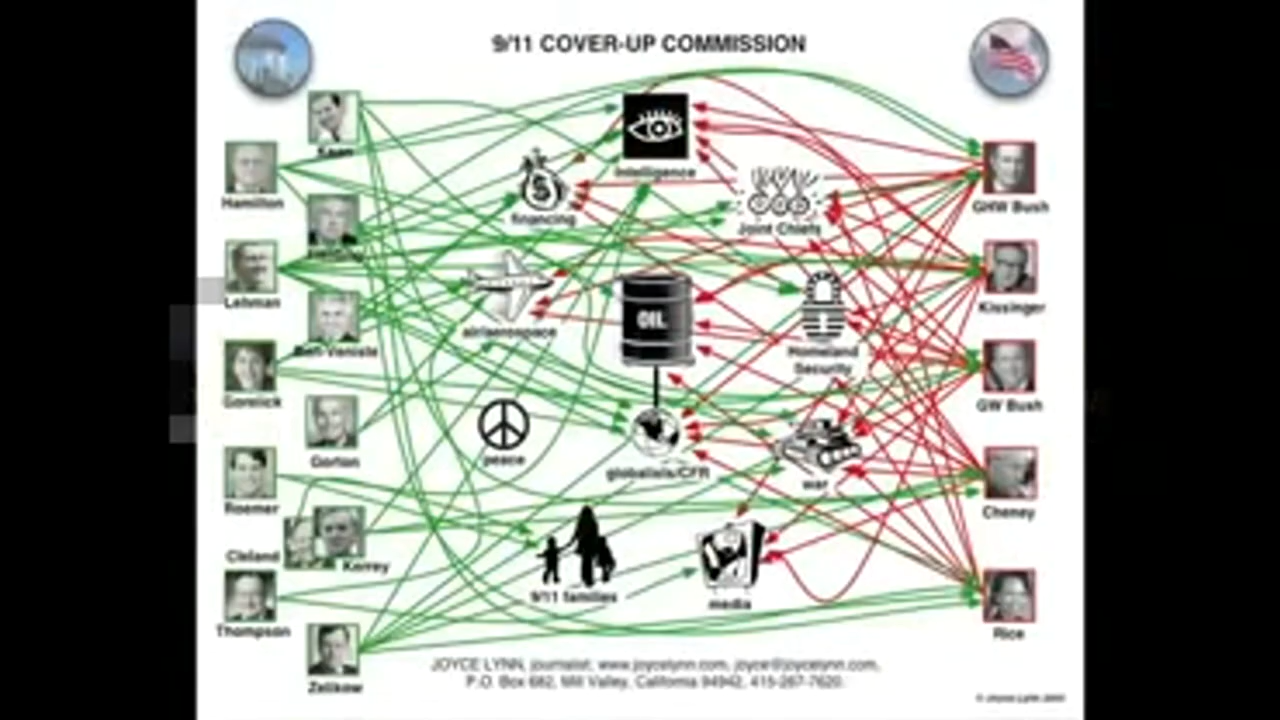 9/11 COVER-UP COMMISSION
Kean
Intelligence
Hamilton
financing
Joint Chiefs
GHW Bush
Lehman
Kissinger
OIL
air/aerospace
Ben-Veniste
Homeland
Security
Gorelick
GW Bush
Gorton
peace
globalists/CFR
war
Roemer
Cheney
Cleland
Kerrey
9/11 families
media
Thompson
Rice
JOYCE LYNN, journalist, www.joycelynn.com, joyce@joycelynn.com,
P.O. Box 682, Mill Valley, California 94942, 415-267-7620.
Zelikow
© Joyce Lynn